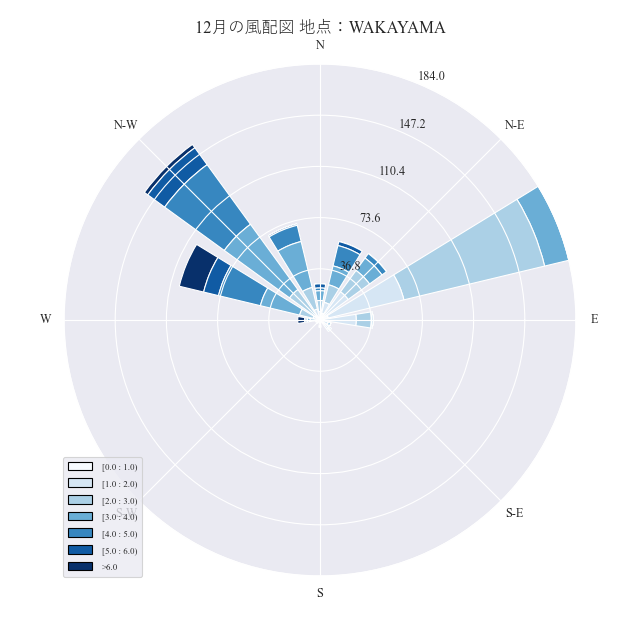 12月の風配図 地点：WAKAYAMA
N
184.0
N-W
N-E
147.2
110.4
73.6
36.8
W
E
[0.0 : 1.0)
[1.0 : 2.0)
[2.0 : 3.0)
[3.0 : 4.0)
[4.0 : 5.0)
[5.0 : 6.0)
>6.0
S-W
S-E
S